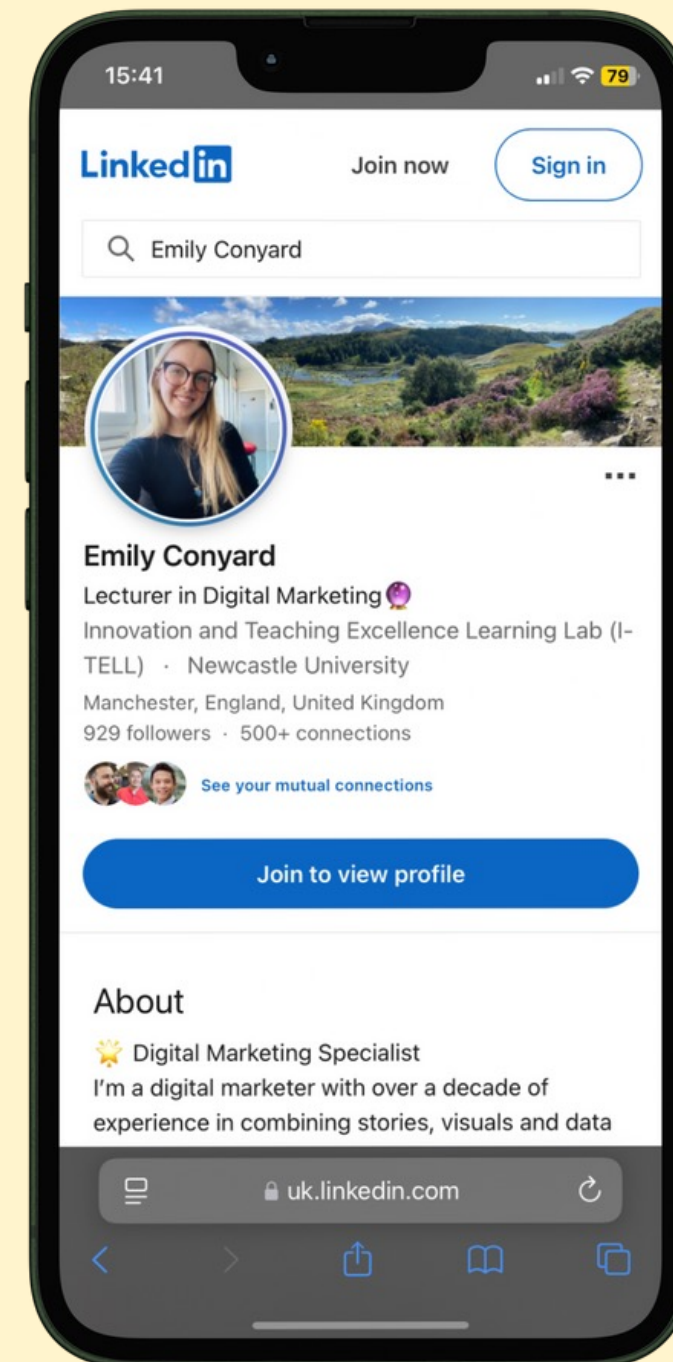 15:41
79
Linked in
Join now
Sign in
Emily Conyard
Emily Conyard
Lecturer in Digital Marketing🔮
Innovation and Teaching Excellence Learning Lab (I-
TELL) · Newcastle University
Manchester, England, United Kingdom
929 followers · 500+ connections
See your mutual connections
Join to view profile
About
🌟 Digital Marketing Specialist
I'm a digital marketer with over a decade of
experience in combining stories, visuals and data
uk.linkedin.com